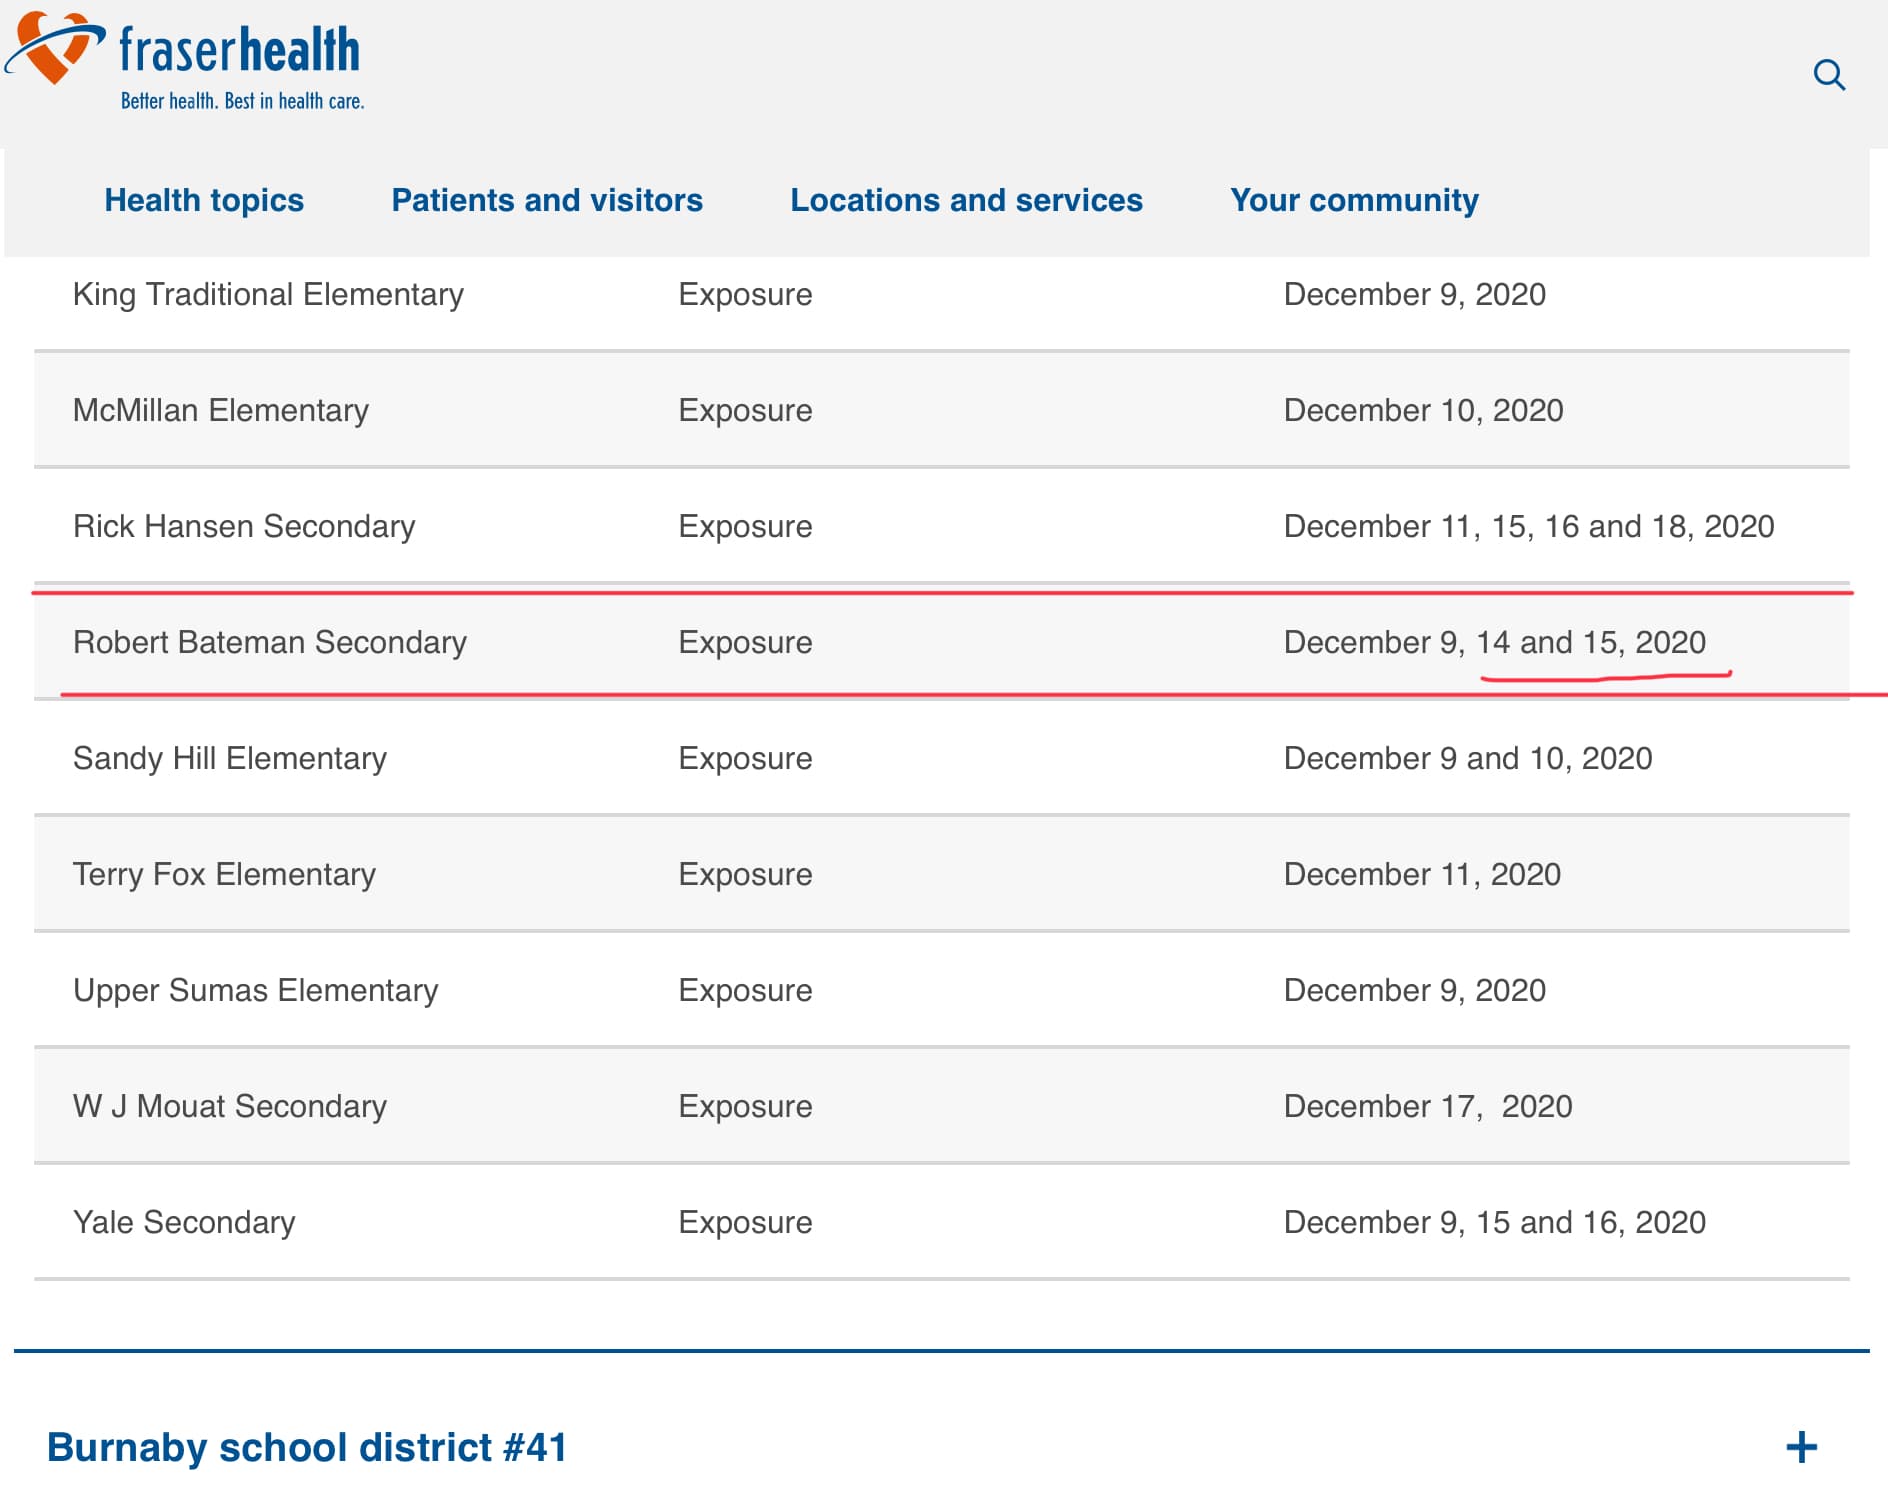 fraserhealth
Better health. Best in health care.
Health topics Patients and visitors Locations and services Your community
King Traditional Elementary Exposure December 9, 2020
McMillan Elementary Exposure December 10, 2020
Rick Hansen Secondary Exposure December 11, 15, 16 and 18, 2020
Robert Bateman Secondary Exposure December 9, 14 and 15, 2020
Sandy Hill Elementary Exposure December 9 and 10, 2020
Terry Fox Elementary Exposure December 11, 2020
Upper Sumas Elementary Exposure December 9, 2020
W J Mouat Secondary Exposure December 17,  2020
Yale Secondary Exposure December 9, 15 and 16, 2020
Burnaby school district #41 +